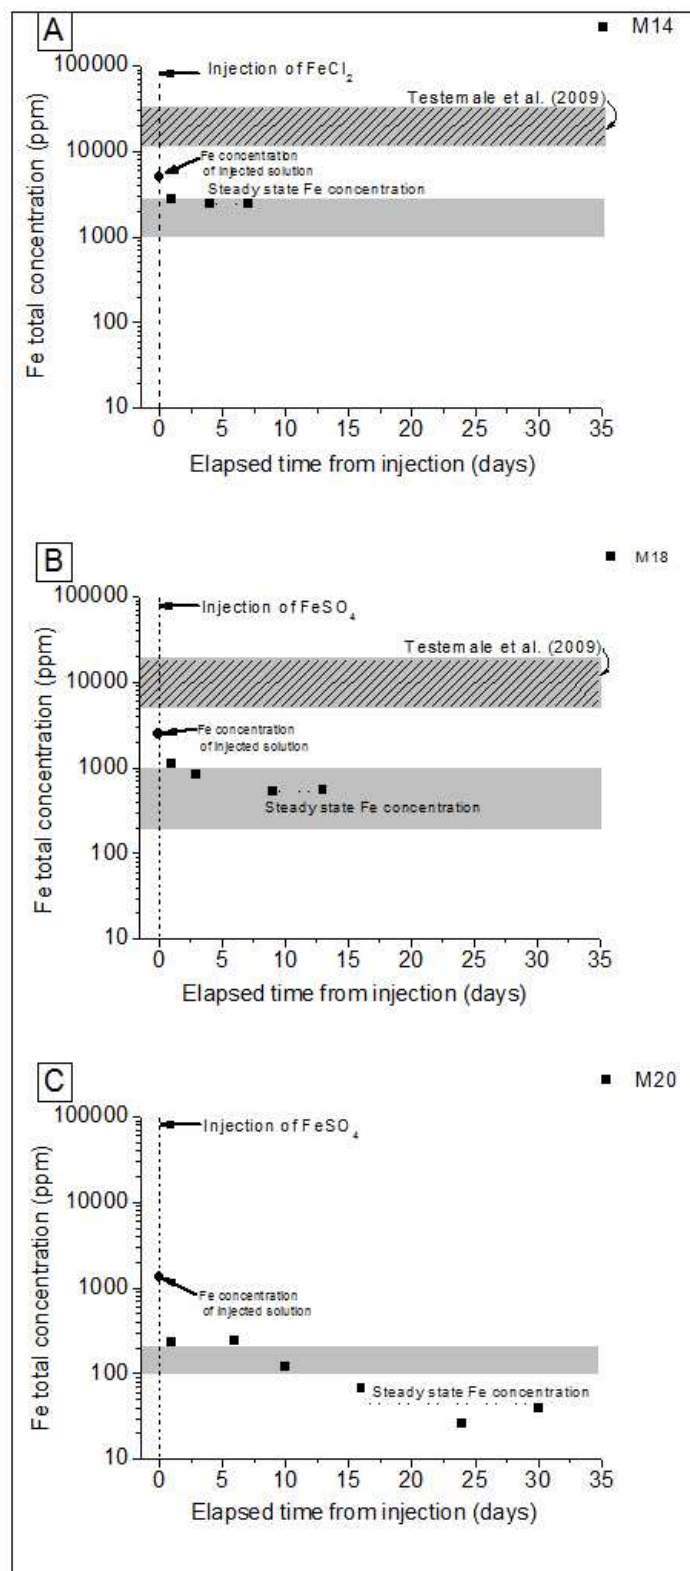 A
M14
Injection of FeCl2
Testemale et al. (2009)
Fe concentration
of injected solution
Steady state Fe concentration
Fe total concentration (ppm)
100000
10000
1000
100
10
0 5 10 15 20 25 30 35
Elapsed time from injection (days)
B
M18
Injection of FeSO4
Testemale et al. (2009)
Fe concentration
of injected solution
Steady state Fe concentration
Fe total concentration (ppm)
100000
10000
1000
100
10
0 5 10 15 20 25 30 35
Elapsed time from injection (days)
C
M20
Injection of FeSO4
Fe concentration
of injected solution
Steady state Fe concentration
Fe total concentration (ppm)
100000
10000
1000
100
10
0 5 10 15 20 25 30 35
Elapsed time from injection (days)